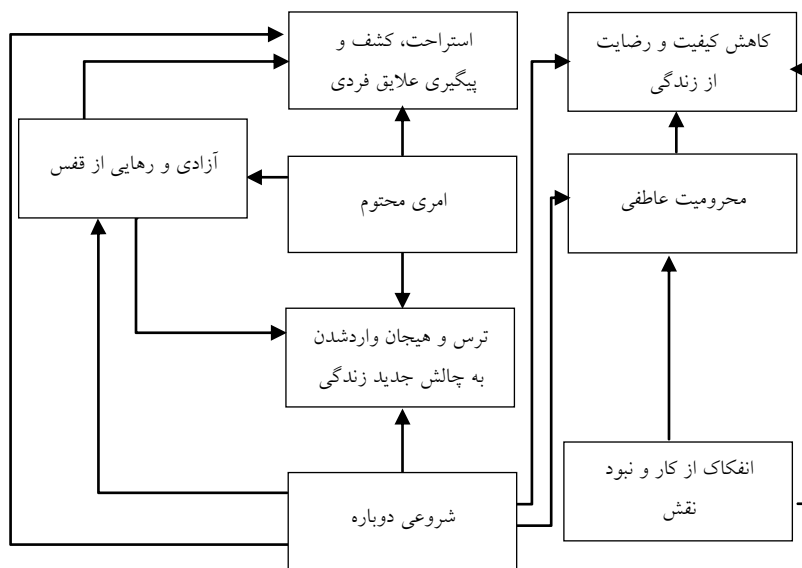 کاهش کیفیت و رضایت
از زندگی
استراحت، کشف و
پیگیری علایق فردی
آزادی و رهایی از قفس
امری محتوم
محرومیت عاطفی
ترس و هیجان واردشدن
به چالش جدید زندگی
انفکاک از کار و نبود
نقش
شروعی دوباره